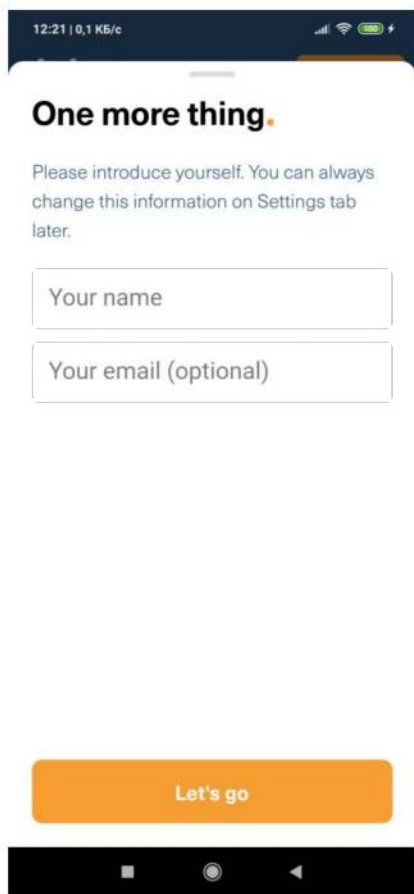 12:21 | 0,1 КБ/с
100
One more thing.
Please introduce yourself. You can always
change this information on Settings tab
later.
Your name
Your email (optional)
Let's go